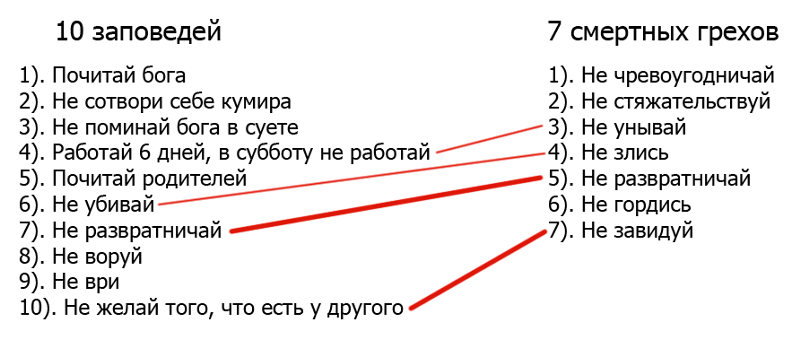 10 заповедей
1). Почитай бога
2). Не сотвори себе кумира
3). Не поминай бога в суете
4). Работай 6 дней, в субботу не работай
5). Почитай родителей
6). Не убивай
7). Не развратничай
8). Не воруй
9). Не ври
10). Не желай того, что есть у другого
7 смертных грехов
1). Не чревоугодничай
2). Не стяжательствуй
3). Не унывай
4). Не злись
5). Не развратничай
6). Не гордись
7). Не завидуй